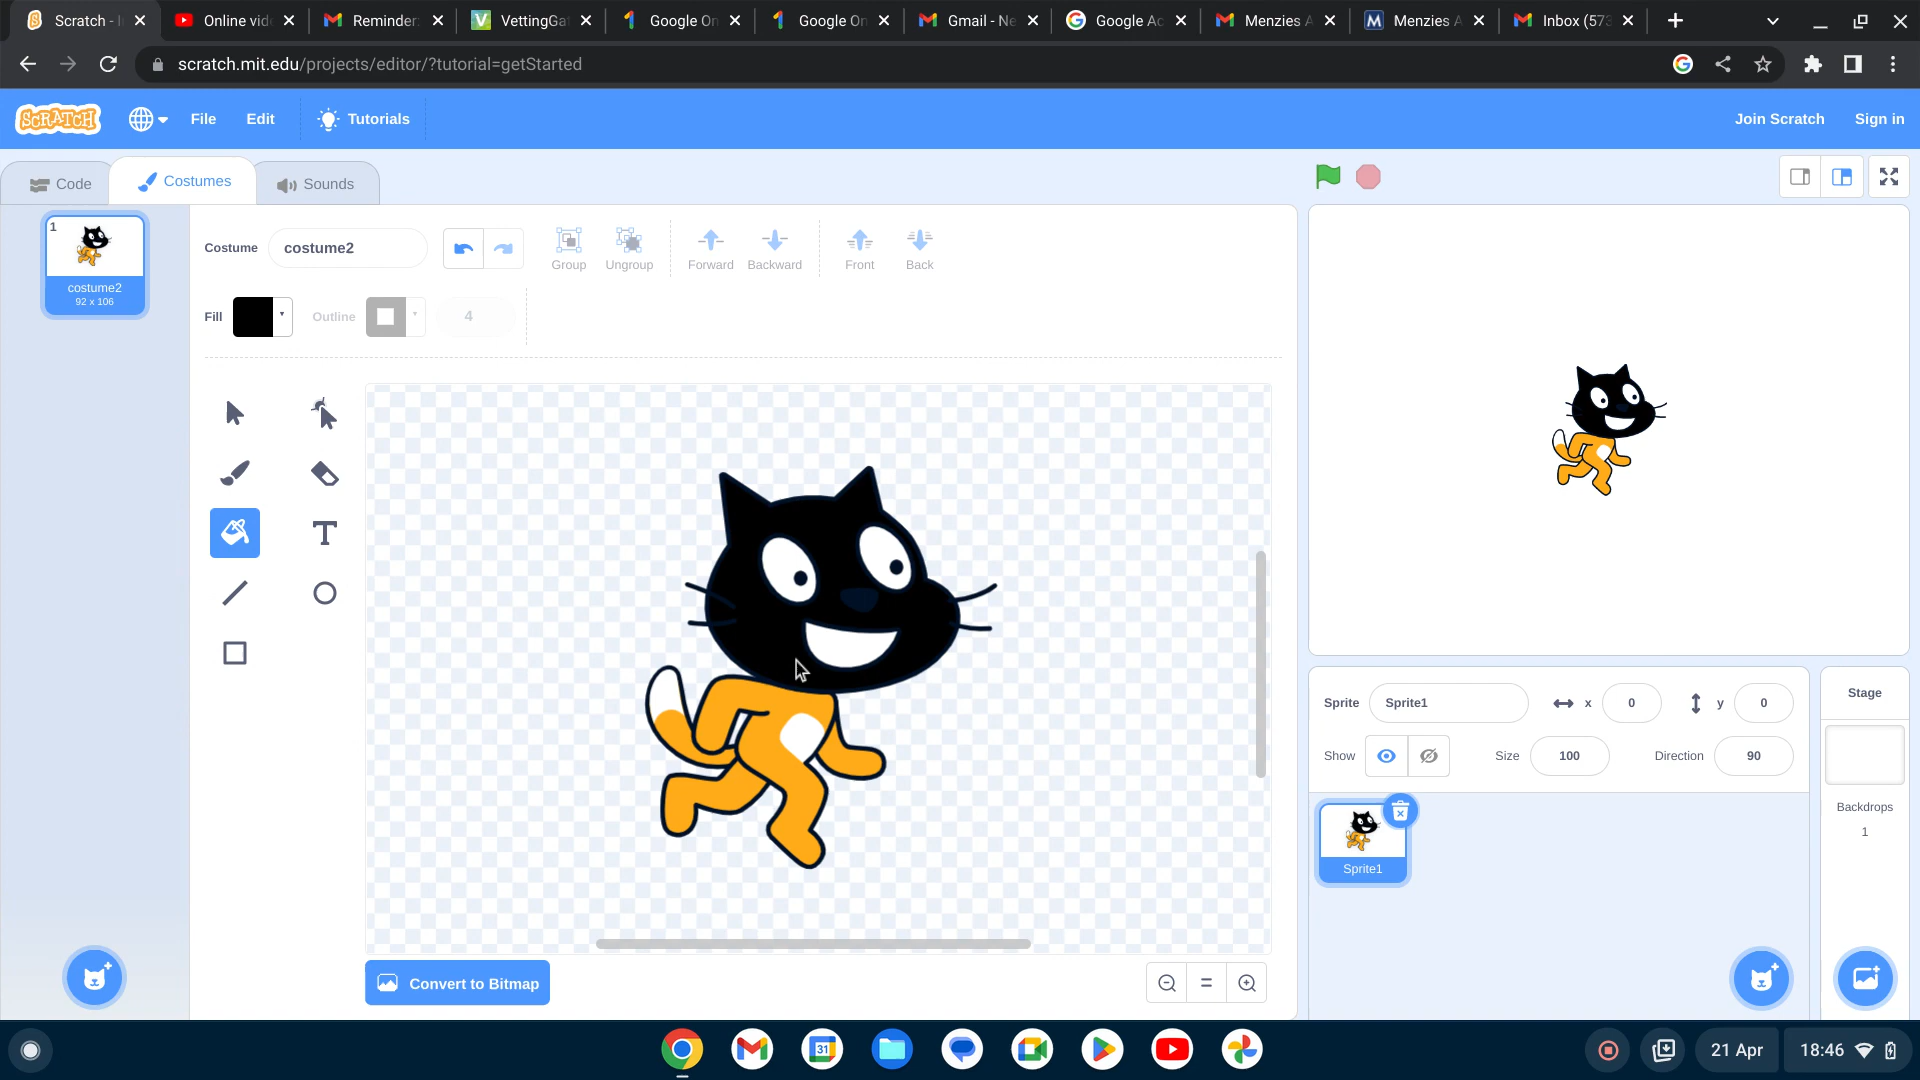 Scratch - I
Online vid
Reminder
VettingGa
Google On
Google On
Gmail - Ne
Google Ac
Menzies A
Menzies A
Inbox (573
scratch.mit.edu/projects/editor/?tutorial=getStarted
SCRATCH
File
Edit
Tutorials
Join Scratch
Sign in
Code
Costumes
Sounds
1
costume2
92 x 106
Costume
costume2
Group
Ungroup
Forward
Backward
Front
Back
Fill
Outline
4
Convert to Bitmap
Sprite
Sprite1
x
0
y
0
Show
Size
100
Direction
90
Sprite1
Stage
Backdrops
1
31
21 Apr
18:46